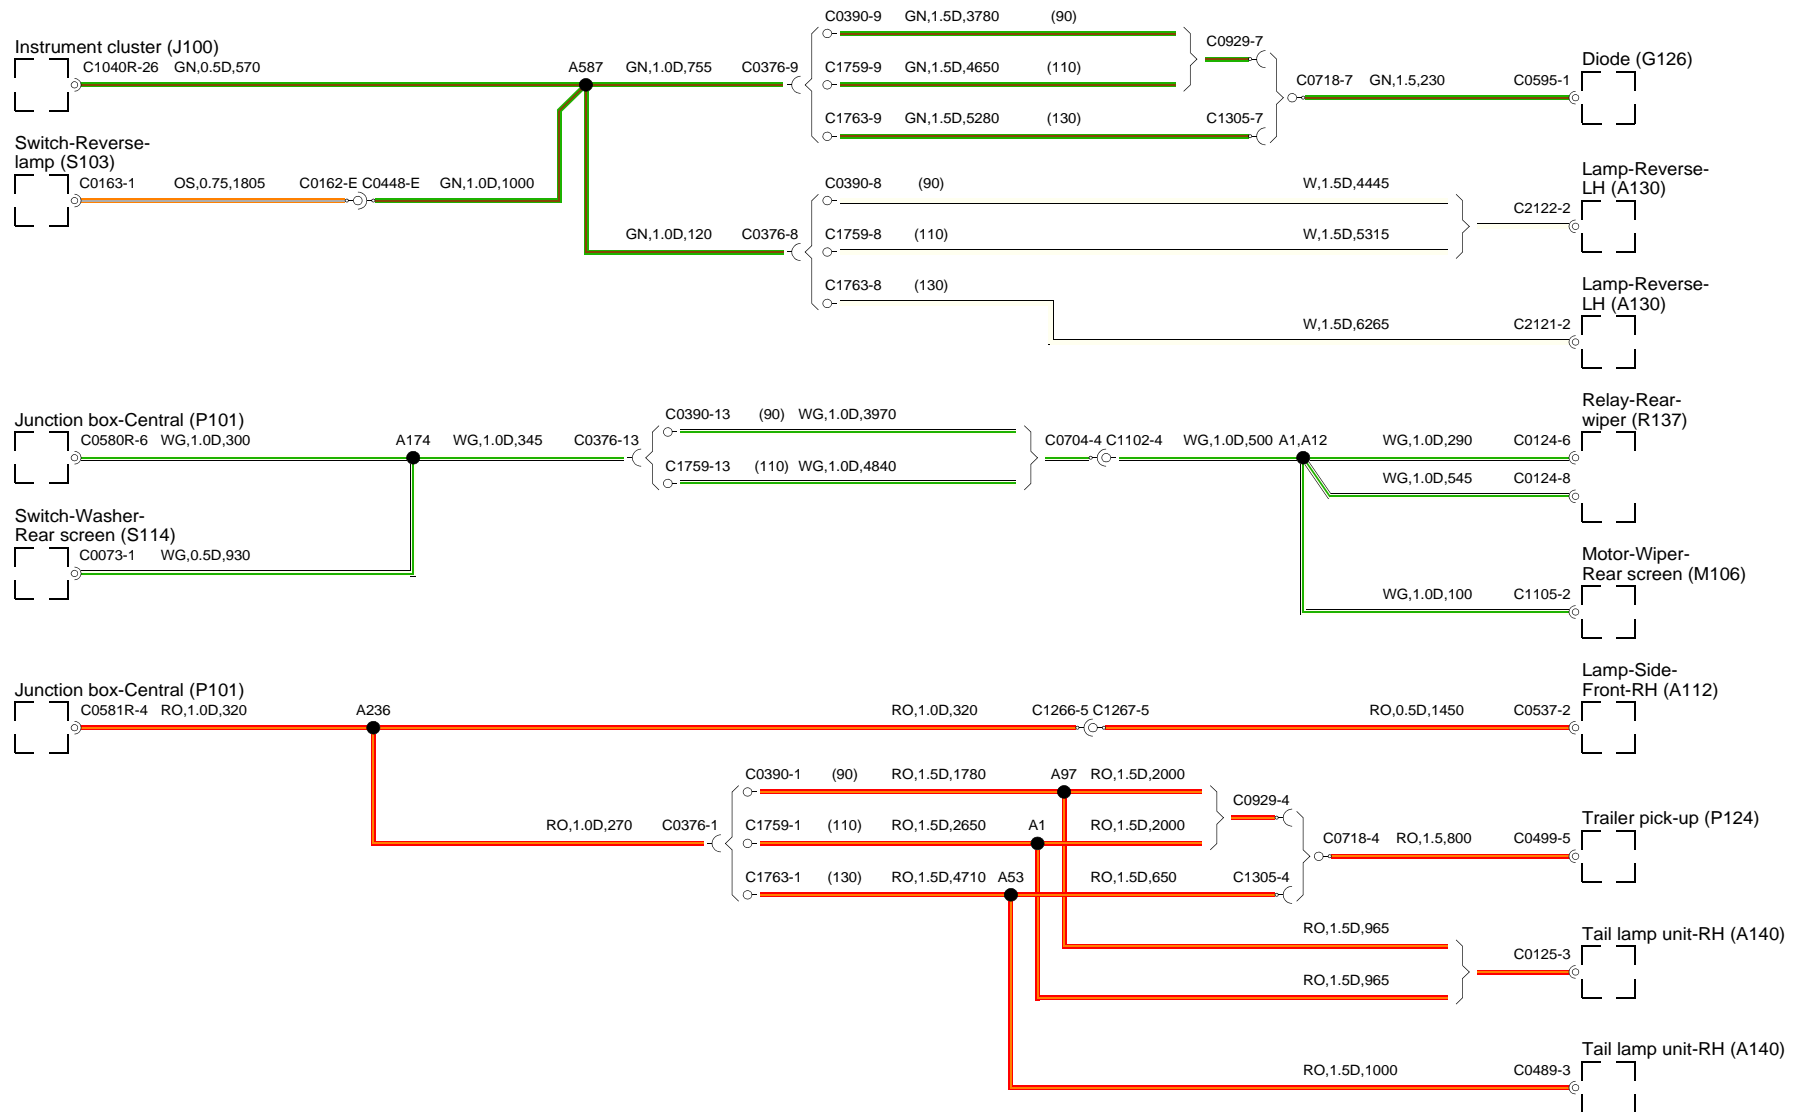 C0390-9 GN,1.5D,3780 (90)
Instrument cluster (J100)
C0929-7
Diode (G126)
C1040R-26 GN,0.5D,570 A587 GN,1.0D,755 C0376-9 C1759-9 GN,1.5D,4650 (110)
C0718-7 GN,1.5,230 C0595-1
C1763-9 GN,1.5D,5280 (130) C1305-7
Switch-Reverse-
lamp (S103)
C0163-1 OS,0.75,1805 C0162-E C0448-E GN,1.0D,1000
C0390-8 (90) W,1.5D,4445
Lamp-Reverse-
LH (A130)
C2122-2
GN,1.0D,120 C0376-8 C1759-8 (110) W,1.5D,5315
C1763-8 (130)
Lamp-Reverse-
LH (A130)
W,1.5D,6265 C2121-2
Junction box-Central (P101)
C0390-13 (90) WG,1.0D,3970
Relay-Rear-
wiper (R137)
C0580R-6 WG,1.0D,300 A174 WG,1.0D,345 C0376-13
C0704-4 C1102-4 WG,1.0D,500 A1,A12 WG,1.0D,290 C0124-6
C1759-13 (110) WG,1.0D,4840
WG,1.0D,545 C0124-8
Switch-Washer-
Rear screen (S114)
C0073-1 WG,0.5D,930
Motor-Wiper-
Rear screen (M106)
WG,1.0D,100 C1105-2
Junction box-Central (P101)
Lamp-Side-
Front-RH (A112)
C0581R-4 RO,1.0D,320 A236 RO,1.0D,320 C1266-5 C1267-5 RO,0.5D,1450 C0537-2
C0390-1 (90) RO,1.5D,1780 A97 RO,1.5D,2000
C0929-4
Trailer pick-up (P124)
RO,1.0D,270 C0376-1 C1759-1 (110) RO,1.5D,2650 A1 RO,1.5D,2000
C0718-4 RO,1.5,800 C0499-5
C1763-1 (130) RO,1.5D,4710 A53 RO,1.5D,650 C1305-4
RO,1.5D,965
Tail lamp unit-RH (A140)
C0125-3
RO,1.5D,965
Tail lamp unit-RH (A140)
RO,1.5D,1000 C0489-3